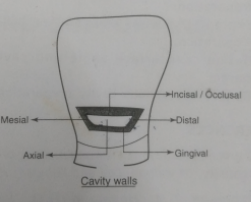 Incisal / Occlusal
Mesial
Distal
Axial
Gingival
Cavity walls